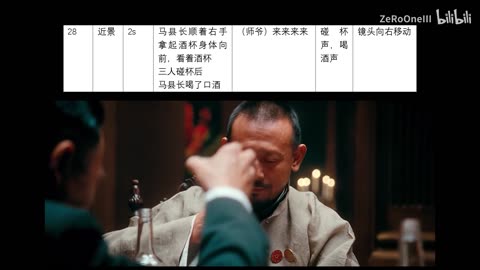 ZeRoOneIII bilibili
28 近景 2s 马县长顺着右手 (师爷)来来来来 碰杯 镜头向右移动
拿起酒杯身体向 声，喝
前，看着酒杯 酒声
三人碰杯后
马县长喝了口酒